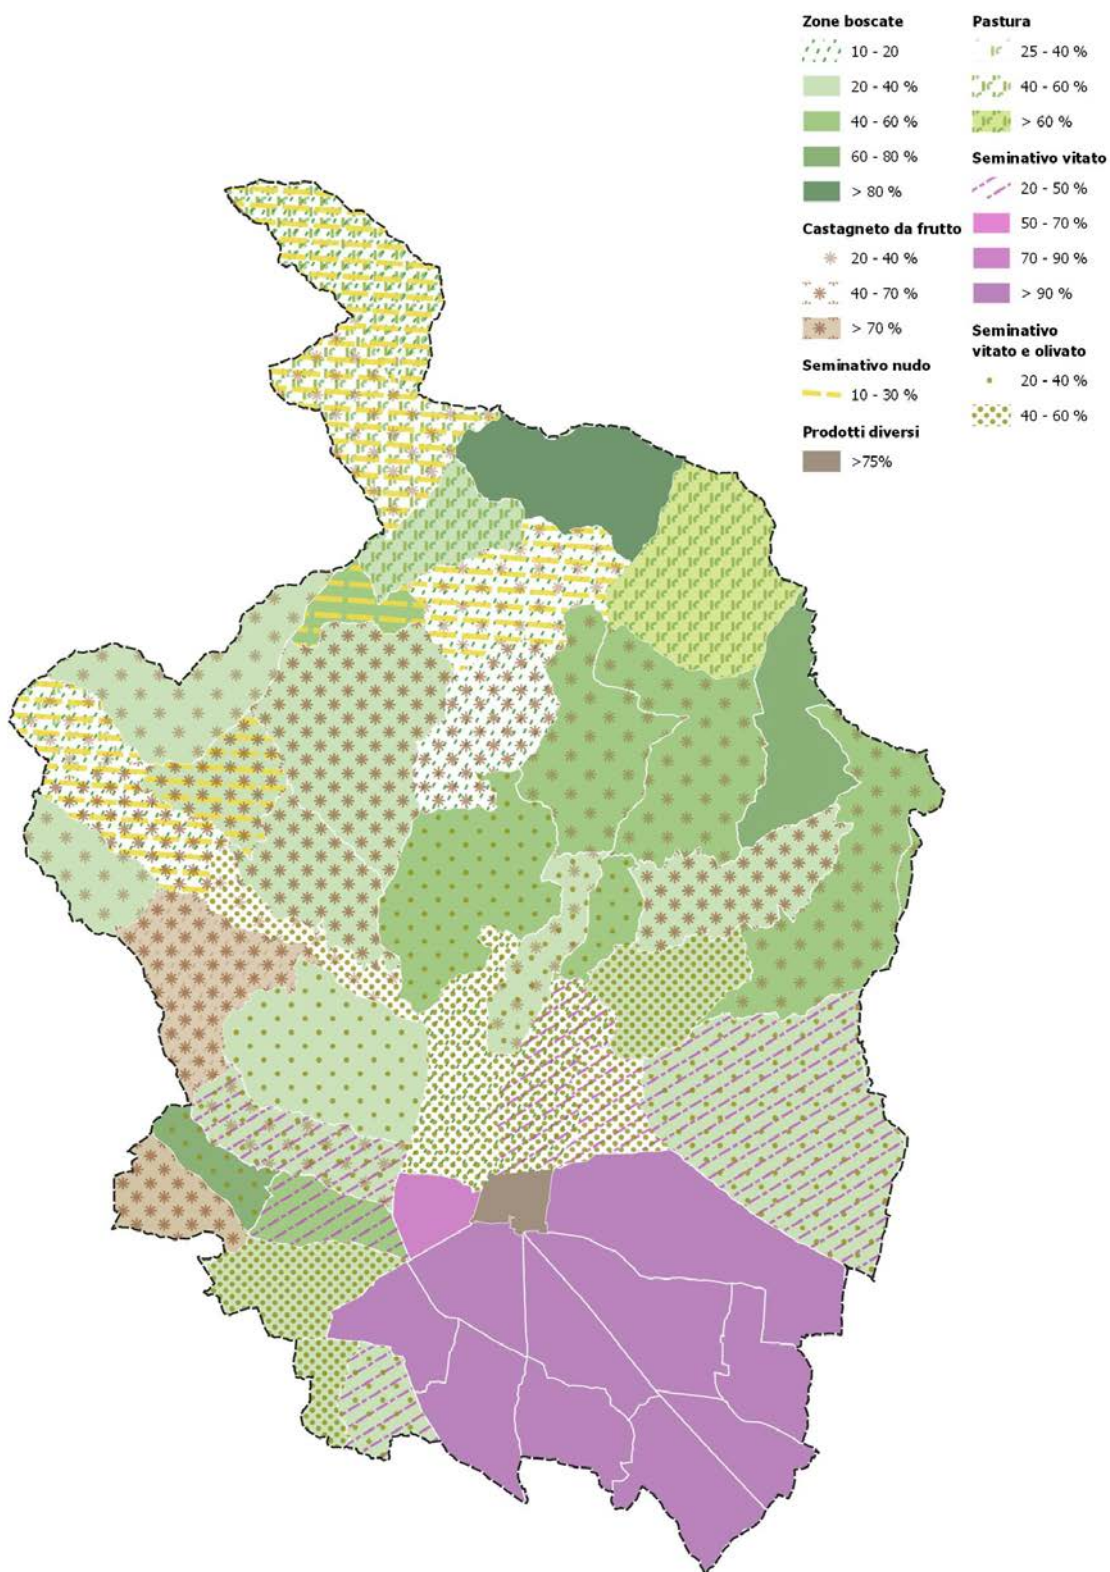 Zone boscate
10 - 20
20 - 40 %
40 - 60 %
60 - 80 %
> 80 %
Castagneto da frutto
20 - 40 %
40 - 70 %
> 70 %
Seminativo nudo
10 - 30 %
Prodotti diversi
>75%
Pastura
25 - 40 %
40 - 60 %
> 60 %
Seminativo vitato
20 - 50%
50 - 70 %
70 - 90 %
> 90 %
Seminativo
vitato e olivato
20 - 40 %
40 - 60 %